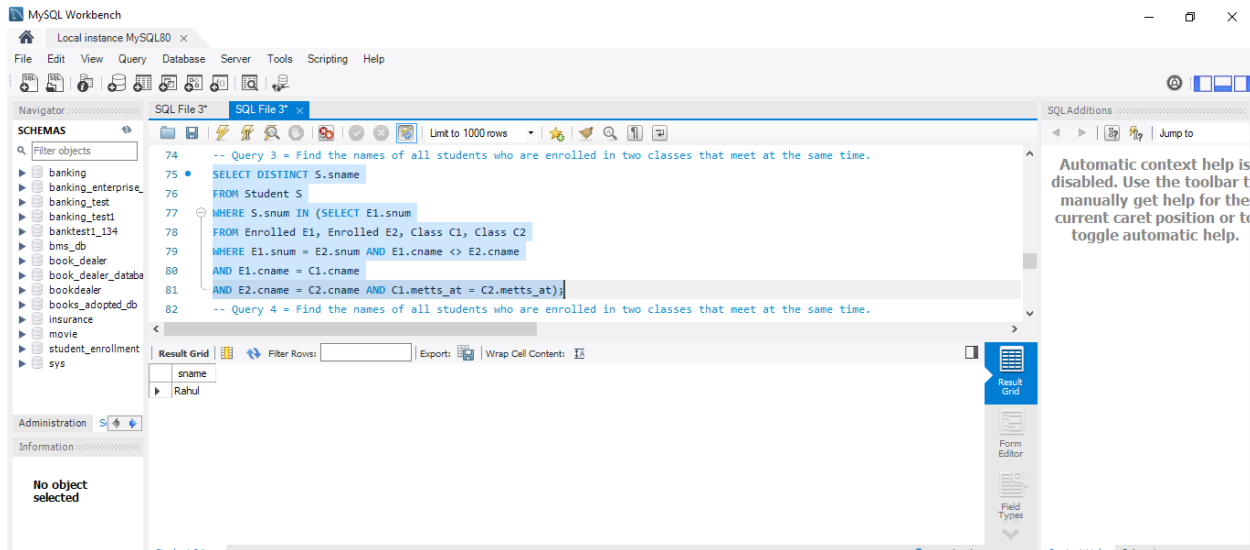 MySQL Workbench
Local instance MySQL80 ×
File Edit View Query Database Server Tools Scripting Help
Navigator
SCHEMAS
Filter objects
banking
banking_enterprise_
banking_test
banking_test1
banktest1_134
bms_db
book_dealer
book_dealer_databa
bookdealer
books_adopted_db
insurance
movie
student_enrollment
sys
Administration
Information
No object
selected
SQL File 3* SQL File 3* ×
Limit to 1000 rows
74 -- Query 3 = Find the names of all students who are enrolled in two classes that meet at the same time.
75 SELECT DISTINCT S.sname
76 FROM Student S
77 WHERE S.snum IN (SELECT E1.snum
78 FROM Enrolled E1, Enrolled E2, Class C1, Class C2
79 WHERE E1.snum = E2.snum AND E1.cname <> E2.cname
80 AND E1.cname = C1.cname
81 AND E2.cname = C2.cname AND C1.metts_at = C2.metts_at);
82 -- Query 4 = Find the names of all students who are enrolled in two classes that meet at the same time.
Result Grid Filter Rows: Export: Wrap Cell Content:
sname
Rahul
Result
Grid
Form
Editor
Field
Types
SQLAdditions
Jump to
Automatic context help is
disabled. Use the toolbar t
manually get help for the
current caret position or to
toggle automatic help.